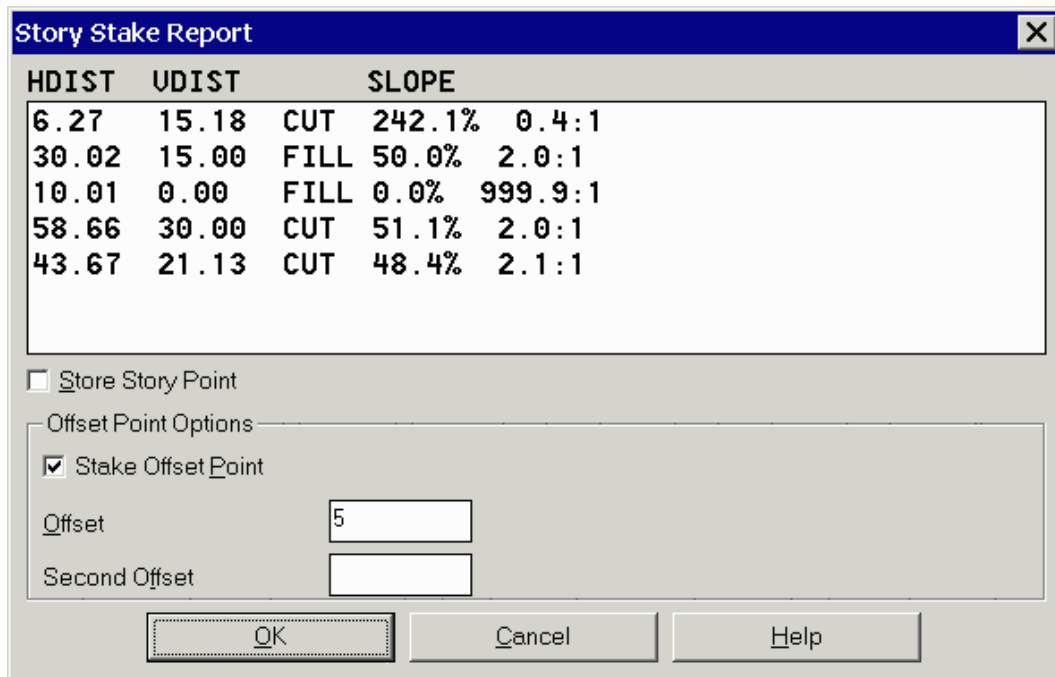 Story Stake Report
HDIST VDIST SLOPE
6.27 15.18 CUT 242.1% 0.4:1
30.02 15.00 FILL 50.0% 2.0:1
10.01 0.00 FILL 0.0% 999.9:1
58.66 30.00 CUT 51.1% 2.0:1
43.67 21.13 CUT 48.4% 2.1:1
Store Story Point
Offset Point Options
Stake Offset Point
Offset 5
Second Offset
OK Cancel Help